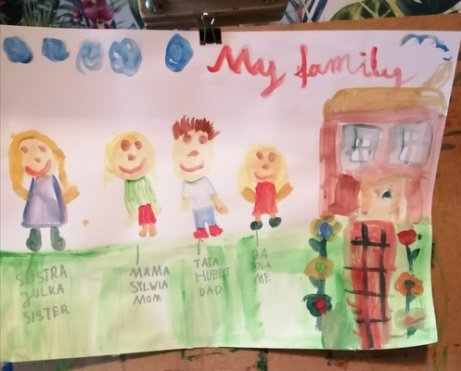 My family
SIOSTRA
JULKA
SISTER
MAMA
SYLWIA
MOM
TATA
HUBERT
DAD
JA
ME